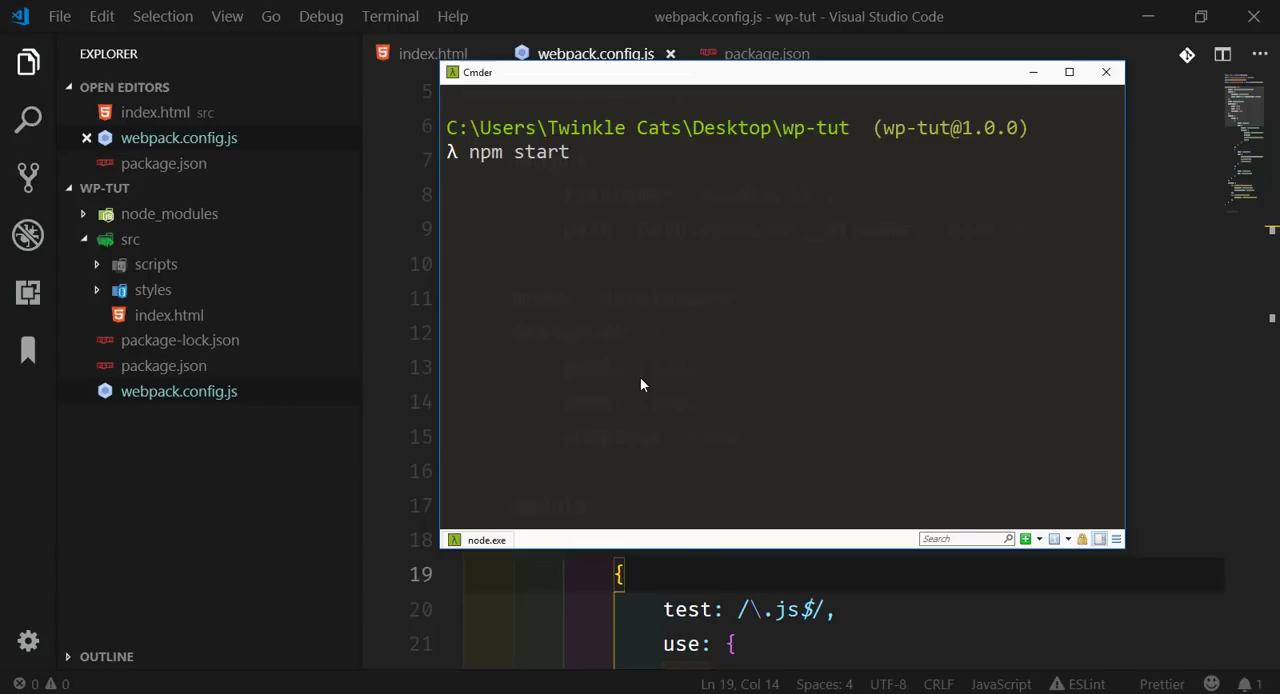 File Edit Selection View Go Debug Terminal Help
webpack.config.js - wp-tut - Visual Studio Code
EXPLORER
OPEN EDITORS
index.html src
webpack.config.js
package.json
WP-TUT
node_modules
src
scripts
styles
index.html
package-lock.json
package.json
webpack.config.js
OUTLINE
index.html webpack.config.js package.json
Cmder
C:\Users\Twinkle Cats\Desktop\wp-tut (wp-tut@1.0.0)
λ npm start
node.exe
Search
5
6
7
8
9
10
11
12
13
14
15
16
17
18
19 {
20 test: /\.js$/,
21 use: {
0 0
Ln 19, Col 14 Spaces: 4 UTF-8 CRLF JavaScript ESLint Prettier 1